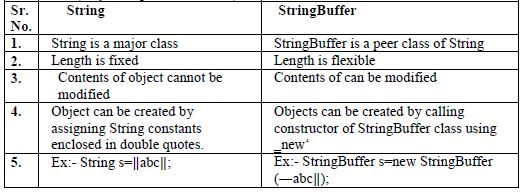 Sr. No. String StringBuffer
1. String is a major class StringBuffer is a peer class of String
2. Length is fixed Length is flexible
3. Contents of object cannot be modified Contents of can be modified
4. Object can be created by assigning String constants enclosed in double quotes. Objects can be created by calling constructor of StringBuffer class using ‗new‘
5. Ex:- String s=‖abc‖; Ex:- StringBuffer s=new StringBuffer (―abc‖);